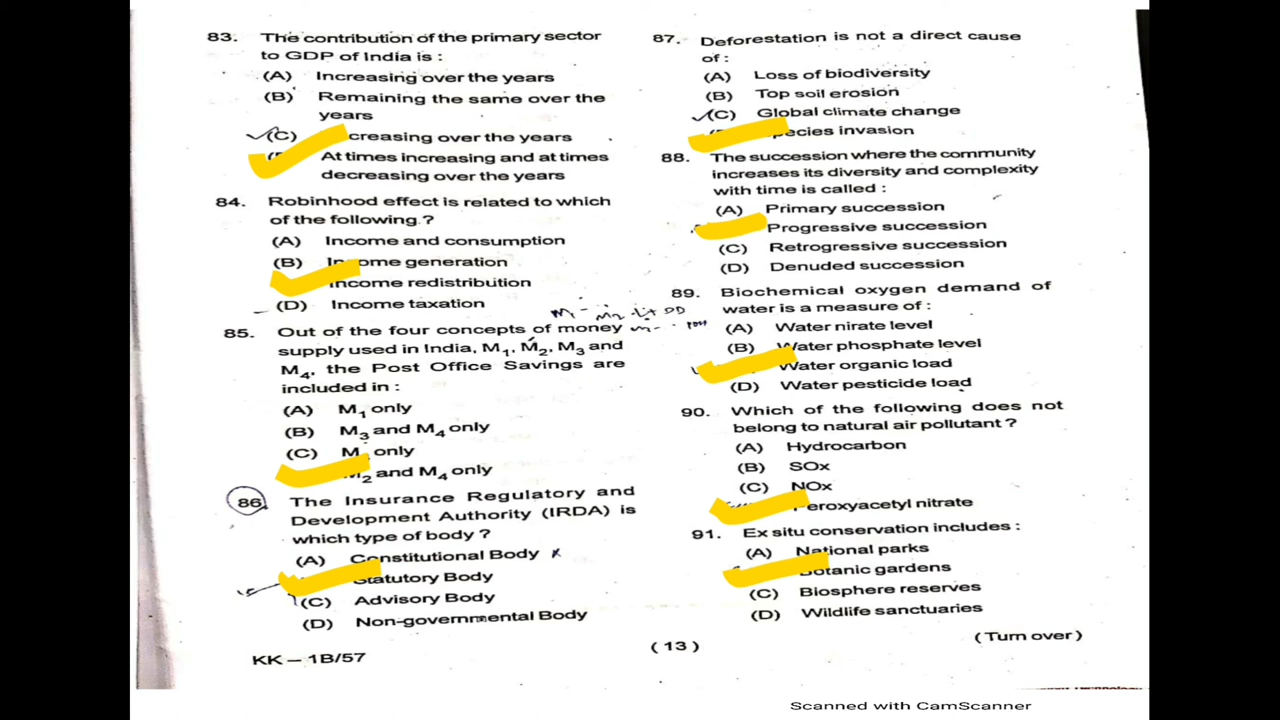 83. The contribution of the primary sector
to GDP of India is :
(A) Increasing over the years
(B) Remaining the same over the
years
(C) creasing over the years
At times increasing and at times
decreasing over the years
84. Robinhood effect is related to which
of the following ?
(A) Income and consumption
(B) Income generation
Income redistribution
(D) Income taxation
85. Out of the four concepts of money
supply used in India, M1, M2, M3 and
M4, the Post Office Savings are
included in :
(A) M1 only
(B) M3 and M4 only
(C) M only
M2 and M4 only
86. The Insurance Regulatory and
Development Authority (IRDA) is
which type of body ?
(A) Constitutional Body
Statutory Body
(C) Advisory Body
(D) Non-governmental Body
KK – 1B/57
87. Deforestation is not a direct cause
of :
(A) Loss of biodiversity
(B) Top soil erosion
(C) Global climate change
pecies invasion
88. The succession where the community
increases its diversity and complexity
with time is called :
(A) Primary succession
Progressive succession
(C) Retrogressive succession
(D) Denuded succession
89. Biochemical oxygen demand of
water is a measure of :
(A) Water nirate level
(B) Water phosphate level
Water organic load
(D) Water pesticide load
90. Which of the following does not
belong to natural air pollutant ?
(A) Hydrocarbon
(B) SOx
(C) NOx
Peroxyacetyl nitrate
91. Ex situ conservation includes :
(A) National parks
Botanic gardens
(C) Biosphere reserves
(D) Wildlife sanctuaries
( 13 )
( Turn over )
Scanned with CamScanner